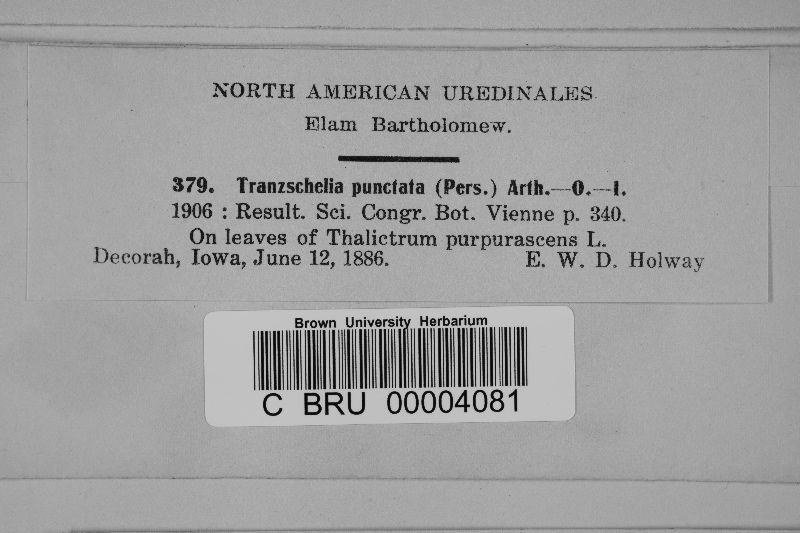 NORTH AMERICAN UREDINALES.
Elam Bartholomew.
379. Tranzschelia punctata (Pers.) Arth.—O.—I.
1906 : Result. Sci. Congr. Bot. Vienne p. 340.
On leaves of Thalictrum purpurascens L.
Decorah, Iowa, June 12, 1886. E. W. D. Holway
Brown University Herbarium
C BRU 00004081